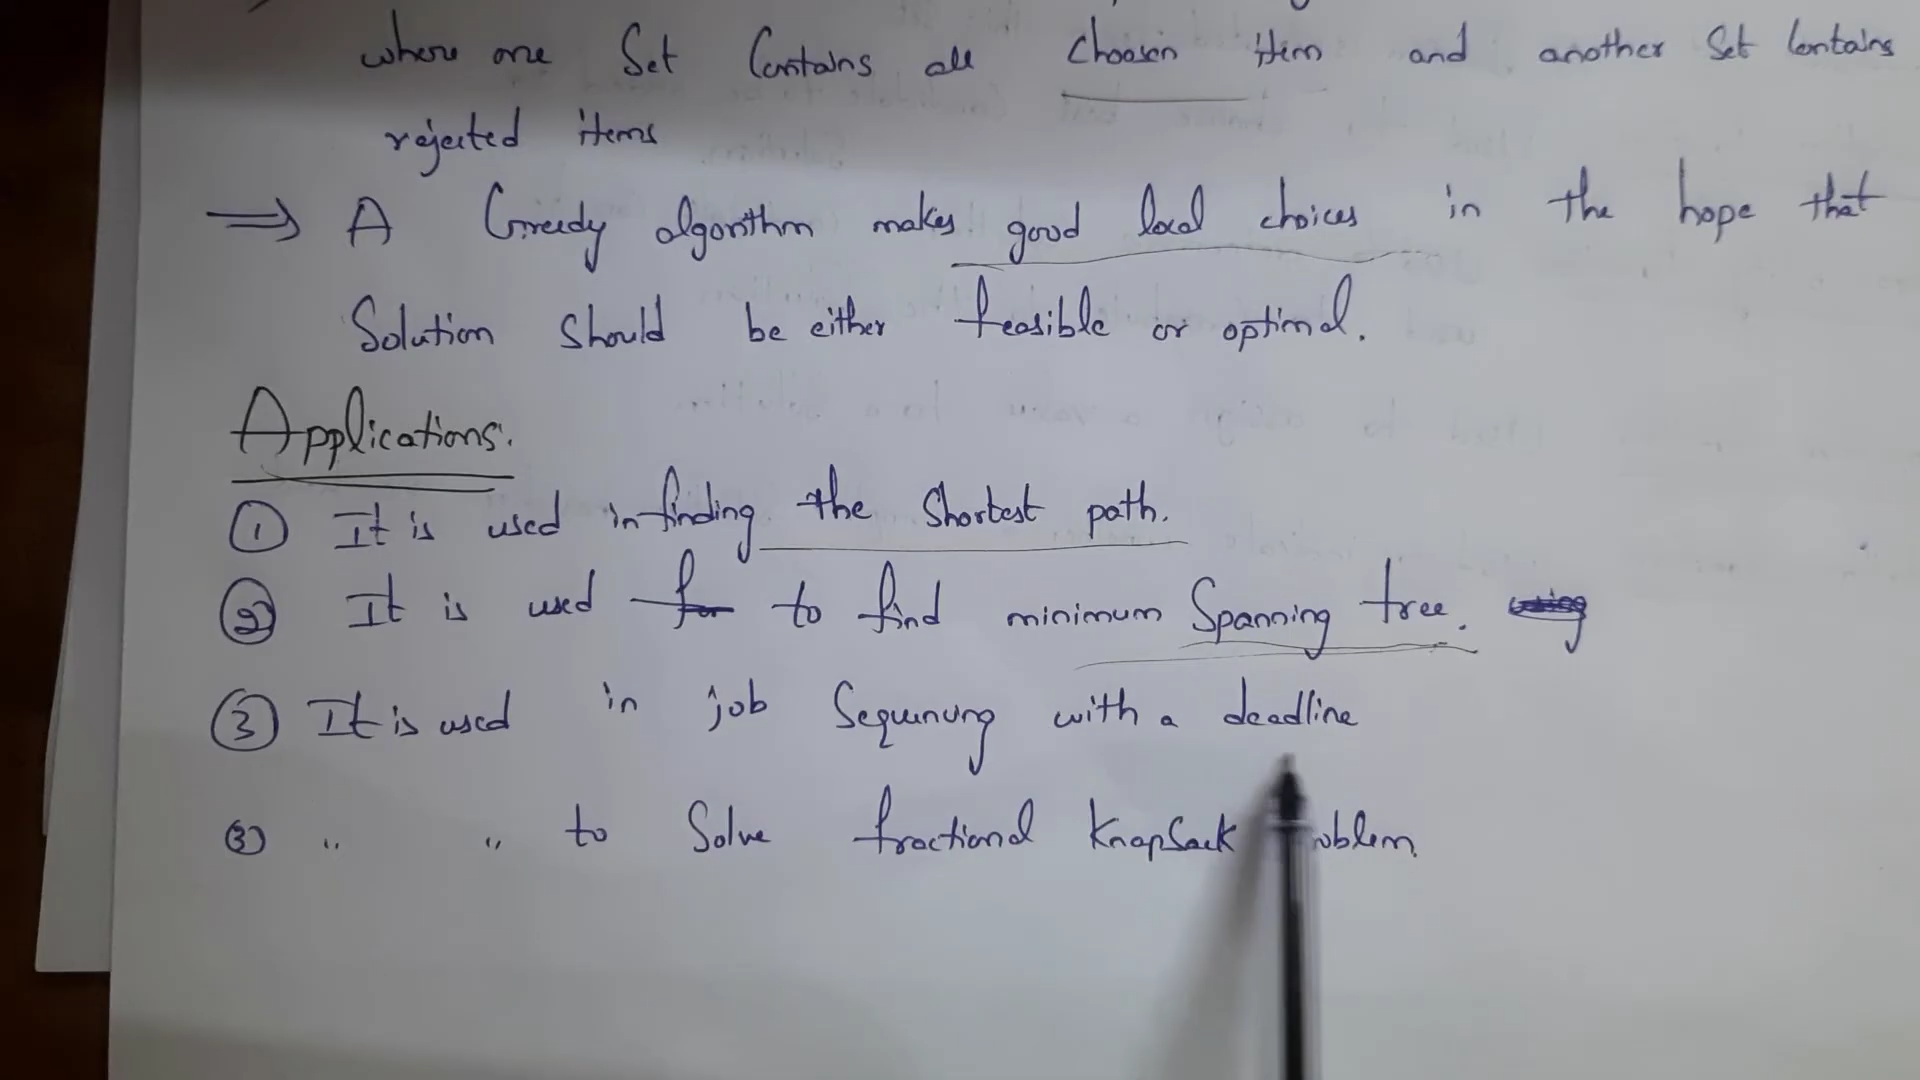 where one Set Contains all choosen item and another Set Contains
rejected items
⇒ A Greedy algorithm makes good local choices in the hope that
Solution should be either feasible or optimal.
Applications.
① It is used in finding the Shortest path.
② It is used for to find minimum Spanning tree. using
③ It is used in job Sequencing with a deadline
③ " " to Solve fractional Knapsack problem.